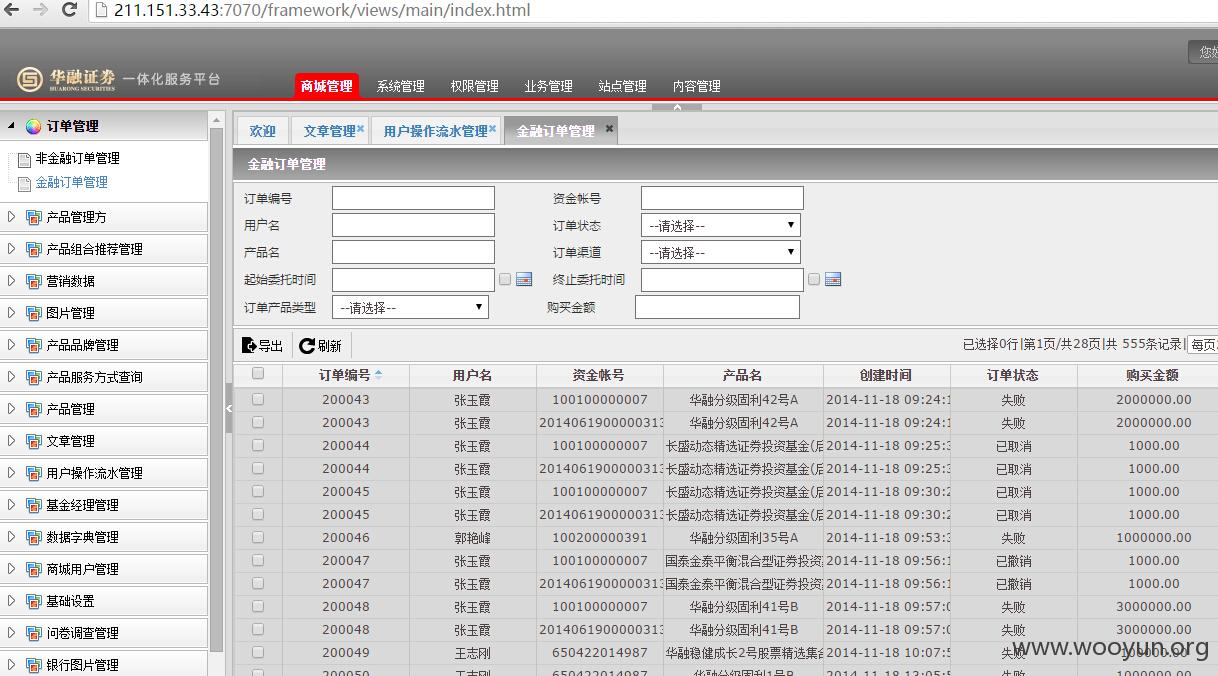 211.151.33.43:7070/framework/views/main/index.html
华融证券 一体化服务平台
HUARONG SECURITIES
商城管理 系统管理 权限管理 业务管理 站点管理 内容管理
订单管理
非金融订单管理
金融订单管理
产品管理方
产品组合推荐管理
营销数据
图片管理
产品品牌管理
产品服务方式查询
产品管理
文章管理
用户操作流水管理
基金经理管理
数据字典管理
商城用户管理
基础设置
问卷调查管理
银行图片管理
欢迎 文章管理 用户操作流水管理 金融订单管理
金融订单管理
订单编号 资金帐号
用户名 订单状态 --请选择--
产品名 订单渠道 --请选择--
起始委托时间 终止委托时间
订单产品类型 --请选择-- 购买金额
导出 刷新 已选择0行|第1页/共28页|共 555条记录| 每页
订单编号 用户名 资金帐号 产品名 创建时间 订单状态 购买金额
200043 张玉霞 100100000007 华融分级固利42号A 2014-11-18 09:24:1 失败 2000000.00
200043 张玉霞 2014061900000313 华融分级固利42号A 2014-11-18 09:24:1 失败 2000000.00
200044 张玉霞 100100000007 长盛动态精选证券投资基金(后 2014-11-18 09:25:3 已取消 1000.00
200044 张玉霞 2014061900000313 长盛动态精选证券投资基金(后 2014-11-18 09:25:3 已取消 1000.00
200045 张玉霞 100100000007 长盛动态精选证券投资基金(后 2014-11-18 09:30:2 已取消 1000.00
200045 张玉霞 2014061900000313 长盛动态精选证券投资基金(后 2014-11-18 09:30:2 已取消 1000.00
200046 郭艳峰 100200000391 华融分级固利35号A 2014-11-18 09:53:3 失败 1000000.00
200047 张玉霞 100100000007 国泰金泰平衡混合型证券投资 2014-11-18 09:56:1 已撤销 1000.00
200047 张玉霞 2014061900000313 国泰金泰平衡混合型证券投资 2014-11-18 09:56:1 已撤销 1000.00
200048 张玉霞 100100000007 华融分级固利41号B 2014-11-18 09:57:0 失败 3000000.00
200048 张玉霞 2014061900000313 华融分级固利41号B 2014-11-18 09:57:0 失败 3000000.00
200049 王志刚 650422014987 华融稳健成长2号股票精选集合 2014-11-18 10:07:5 失败 100000.00
www.wooyun.org